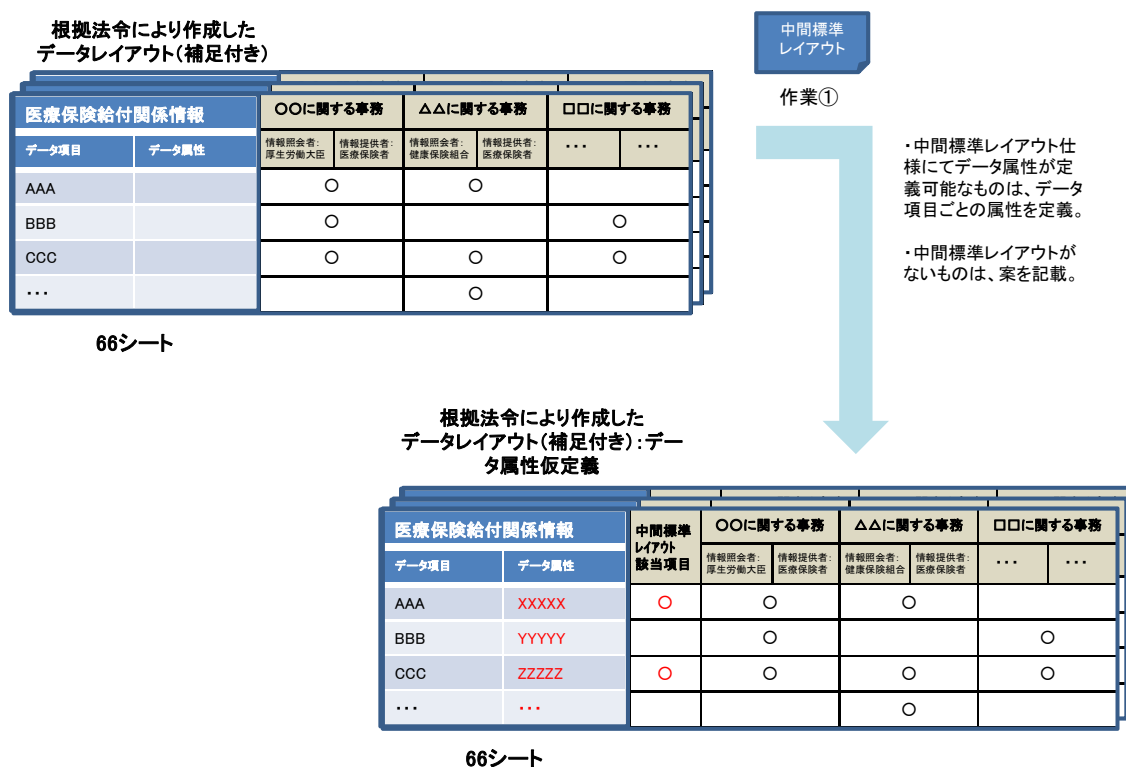 根拠法令により作成した
データレイアウト(補足付き)
医療保険給付関係情報
〇〇に関する事務
△△に関する事務
□□に関する事務
データ項目
データ属性
情報照会者:
厚生労働大臣
情報提供者:
医療保険者
情報照会者:
健康保険組合
情報提供者:
医療保険者
・・・
・・・
AAA
○
○
BBB
○
○
CCC
○
○
○
・・・
○
66シート
中間標準
レイアウト
作業①
・中間標準レイアウト仕
様にてデータ属性が定
義可能なものは、データ
項目ごとの属性を定義。
・中間標準レイアウトが
ないものは、案を記載。
根拠法令により作成した
データレイアウト(補足付き):デー
タ属性仮定義
医療保険給付関係情報
中間標準
レイアウト
該当項目
〇〇に関する事務
△△に関する事務
□□に関する事務
データ項目
データ属性
情報照会者:
厚生労働大臣
情報提供者:
医療保険者
情報照会者:
健康保険組合
情報提供者:
医療保険者
・・・
・・・
AAA
XXXXX
○
○
○
BBB
YYYYY
○
○
CCC
ZZZZZ
○
○
○
○
・・・
・・・
○
66シート